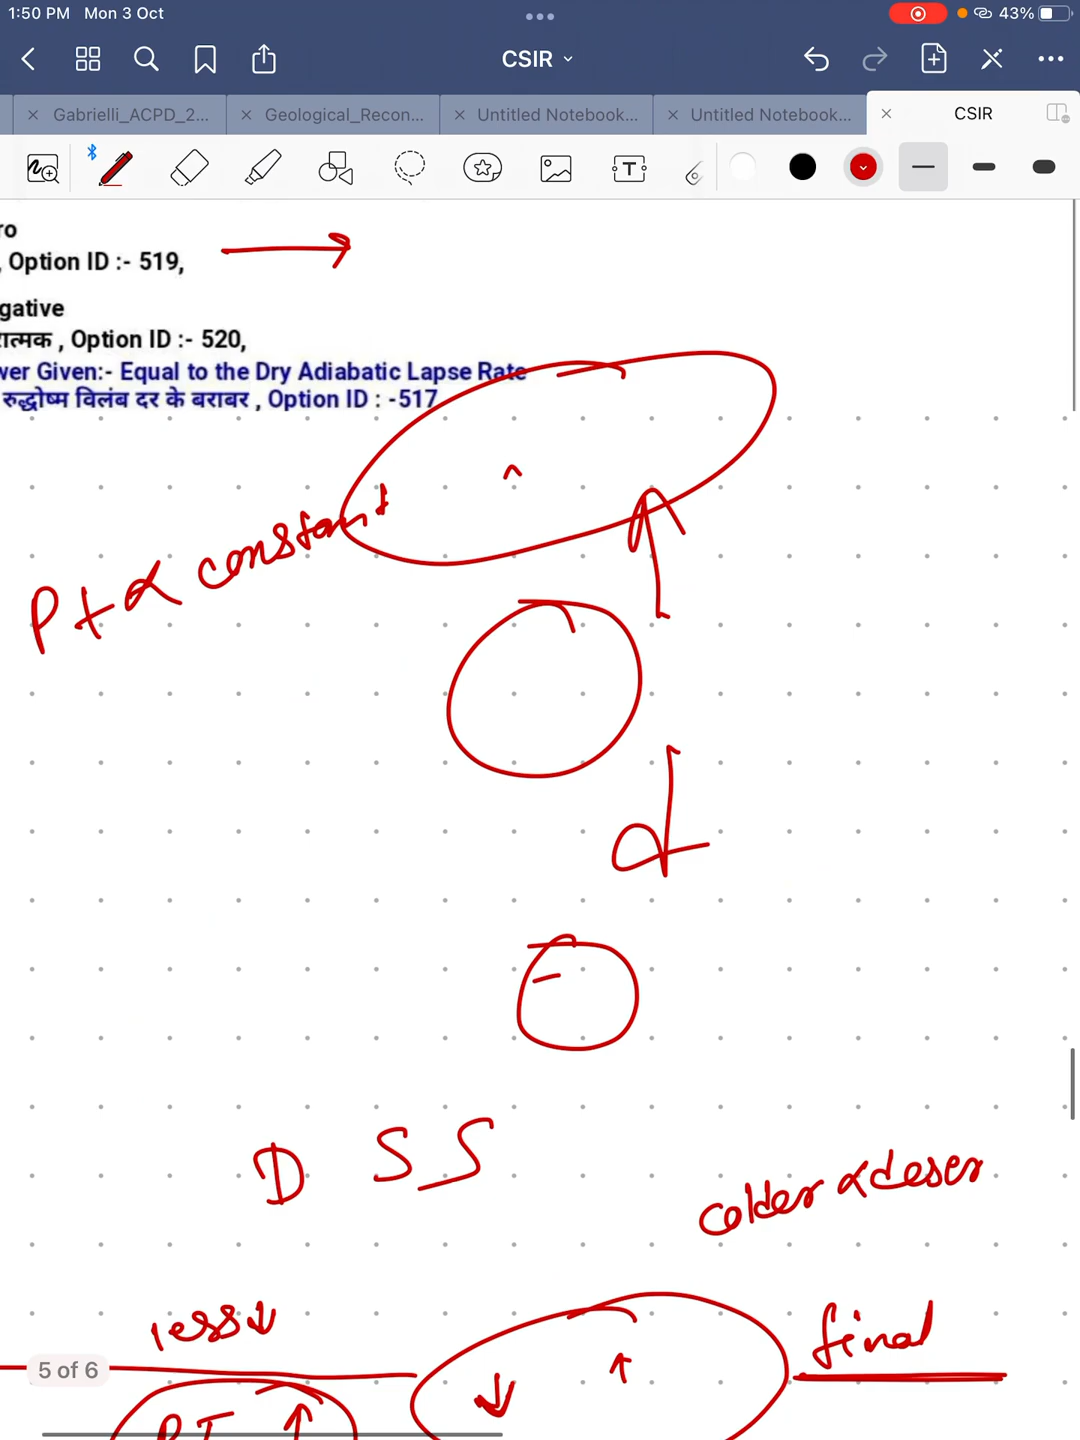 1:50 PM Mon 3 Oct
43%
CSIR
Gabrielli_ACPD_2...
Geological_Recon...
Untitled Notebook...
Untitled Notebook...
CSIR
T
ro
, Option ID :- 519,
gative
रात्मक , Option ID :- 520,
ver Given:- Equal to the Dry Adiabatic Lapse Rate
रुद्धोष्म विलंब दर के बराबर , Option ID : -517
constant
D S S
colder & deser
less↓
final
5 of 6
PT ↑